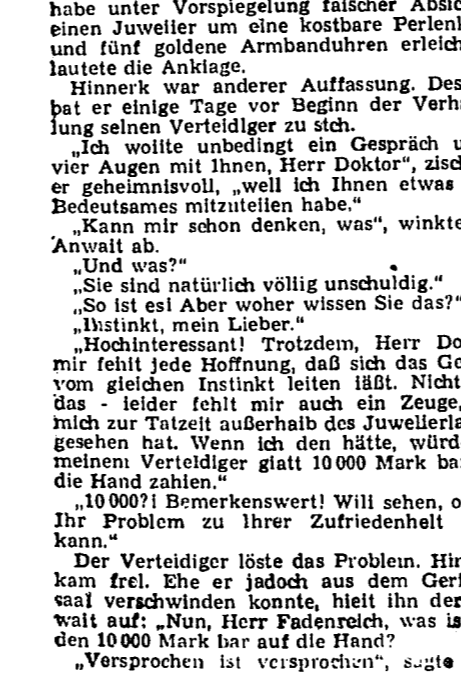 habe unter Vorspiegelung falscher Absic
einen Juwelier um eine kostbare Perlenl
und fünf goldene Armbanduhren erleich
lautete die Anklage.
Hinnerk war anderer Auffassung. Des
bat er einige Tage vor Beginn der Verh
lung seinen Verteidiger zu sich.
„Ich wollte unbedingt ein Gespräch u
vier Augen mit Ihnen, Herr Doktor“, zisch
er geheimnisvoll, „weil ich Ihnen etwas
Bedeutsames mitzuteilen habe.“
„Kann mir schon denken, was“, winkte
Anwalt ab.
„Und was?“
„Sie sind natürlich völlig unschuldig.“
„So ist es! Aber woher wissen Sie das?“
„Instinkt, mein Lieber.“
„Hochinteressant! Trotzdem, Herr Do
mir fehlt jede Hoffnung, daß sich das Ge
vom gleichen Instinkt leiten läßt. Nicht
das - leider fehlt mir auch ein Zeuge,
mich zur Tatzeit außerhalb des Juwelierla
gesehen hat. Wenn ich den hätte, würd
meinem Verteidiger glatt 10 000 Mark ba
die Hand zahlen.“
„10 000?! Bemerkenswert! Will sehen, o
Ihr Problem zu Ihrer Zufriedenheit
kann.“
Der Verteidiger löste das Problem. Hin
kam frei. Ehe er jadoch aus dem Geri
saal verschwinden konnte, hielt ihn der
walt auf: „Nun, Herr Fadenreich, was is
den 10 000 Mark bar auf die Hand?
„Versprochen ist versprochen“, sagte